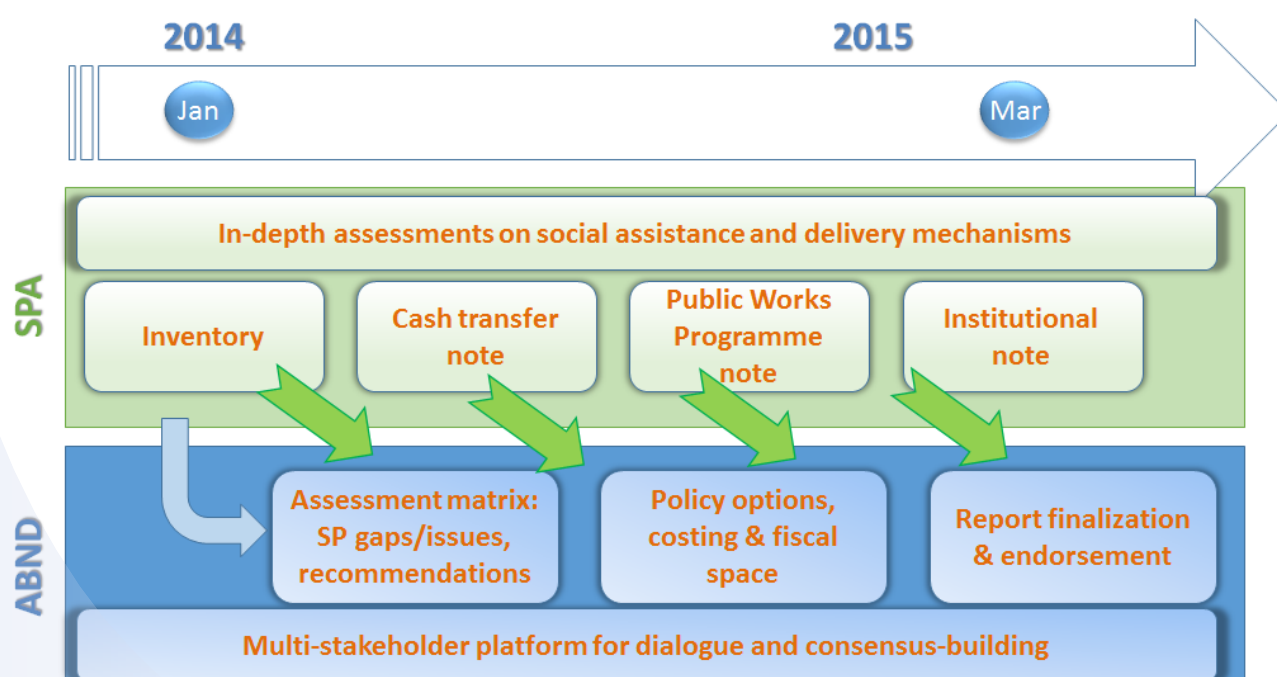 2014
2015
Jan
Mar
SPA
In-depth assessments on social assistance and delivery mechanisms
Inventory
Cash transfer
note
Public Works
Programme
note
Institutional
note
ABND
Assessment matrix:
SP gaps/issues,
recommendations
Policy options,
costing & fiscal
space
Report finalization
& endorsement
Multi-stakeholder platform for dialogue and consensus-building